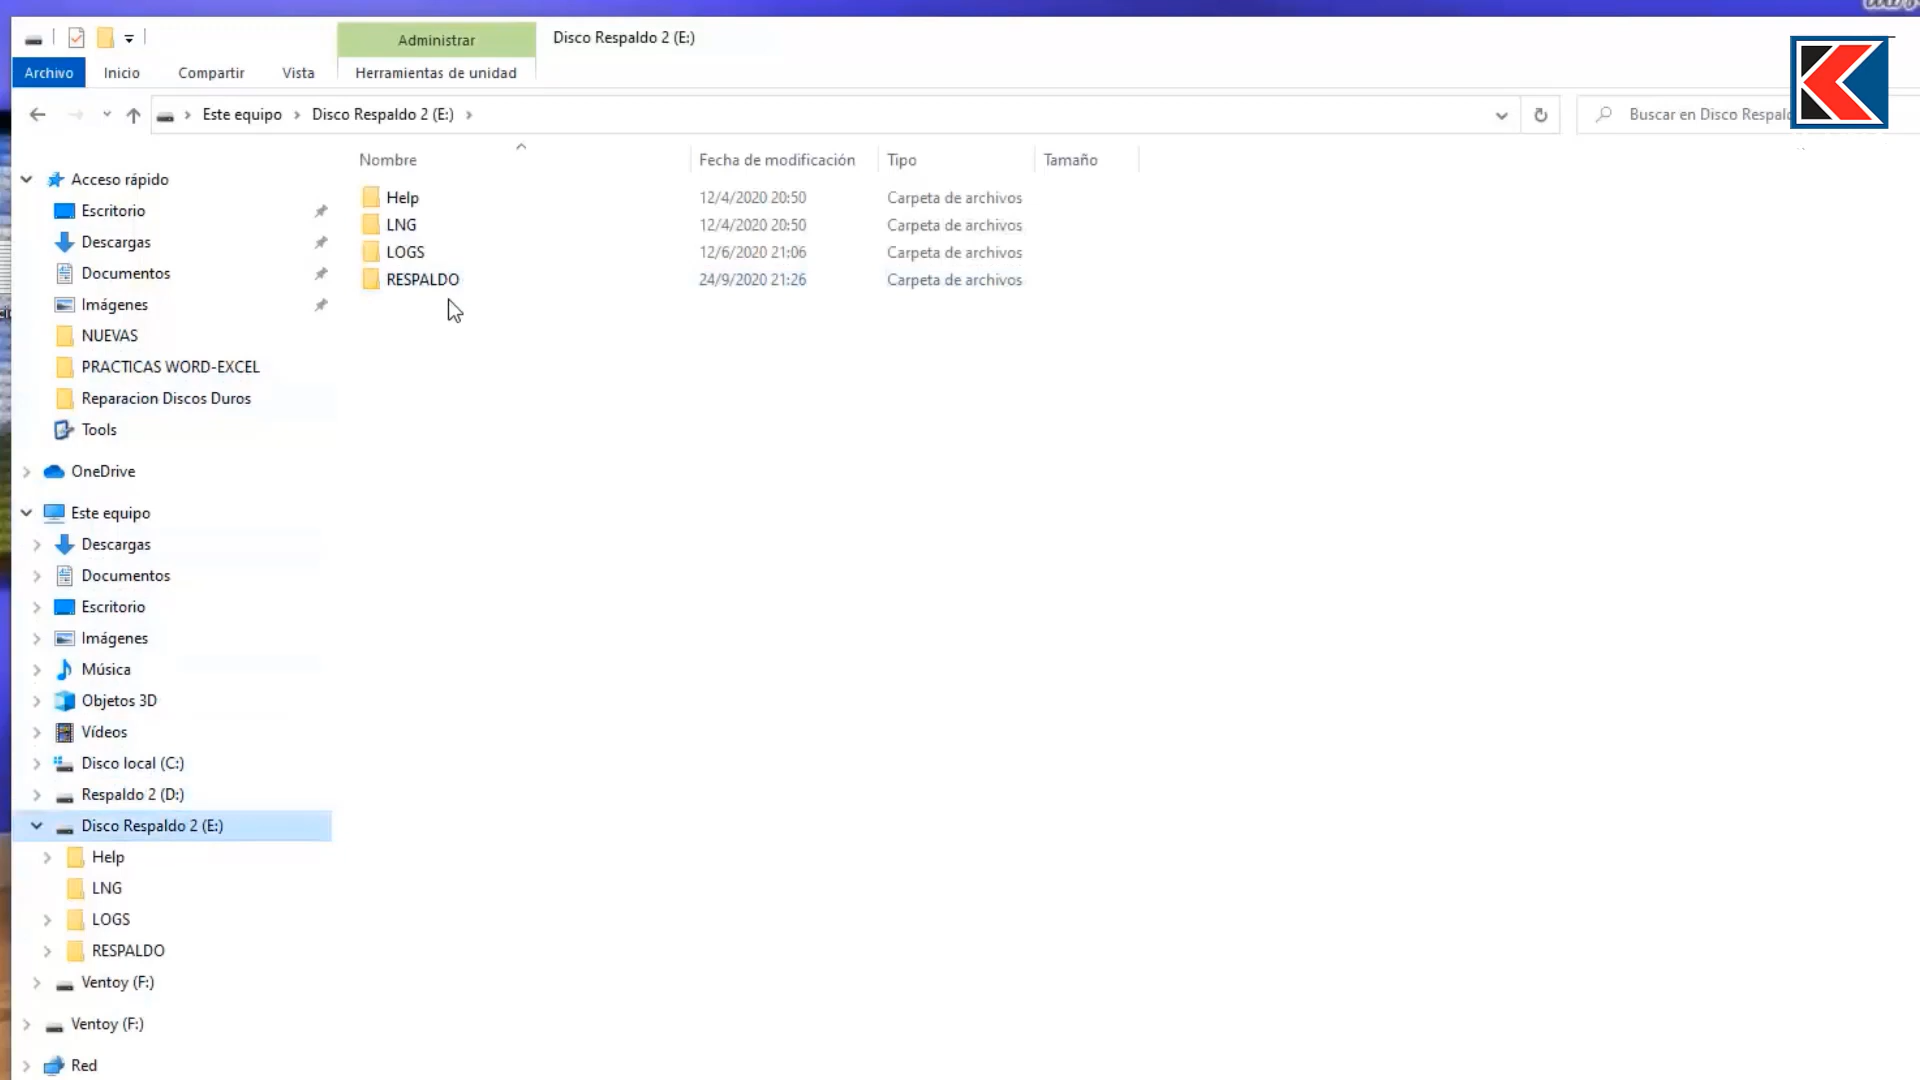 Administrar
Disco Respaldo 2 (E:)
Archivo
Inicio
Compartir
Vista
Herramientas de unidad
Este equipo
Disco Respaldo 2 (E:)
Buscar en Disco Respald
Nombre
Fecha de modificación
Tipo
Tamaño
Help
12/4/2020 20:50
Carpeta de archivos
LNG
12/4/2020 20:50
Carpeta de archivos
LOGS
12/6/2020 21:06
Carpeta de archivos
RESPALDO
24/9/2020 21:26
Carpeta de archivos
Acceso rápido
Escritorio
Descargas
Documentos
Imágenes
NUEVAS
PRACTICAS WORD-EXCEL
Reparacion Discos Duros
Tools
OneDrive
Este equipo
Descargas
Documentos
Escritorio
Imágenes
Música
Objetos 3D
Vídeos
Disco local (C:)
Respaldo 2 (D:)
Disco Respaldo 2 (E:)
Help
LNG
LOGS
RESPALDO
Ventoy (F:)
Ventoy (F:)
Red